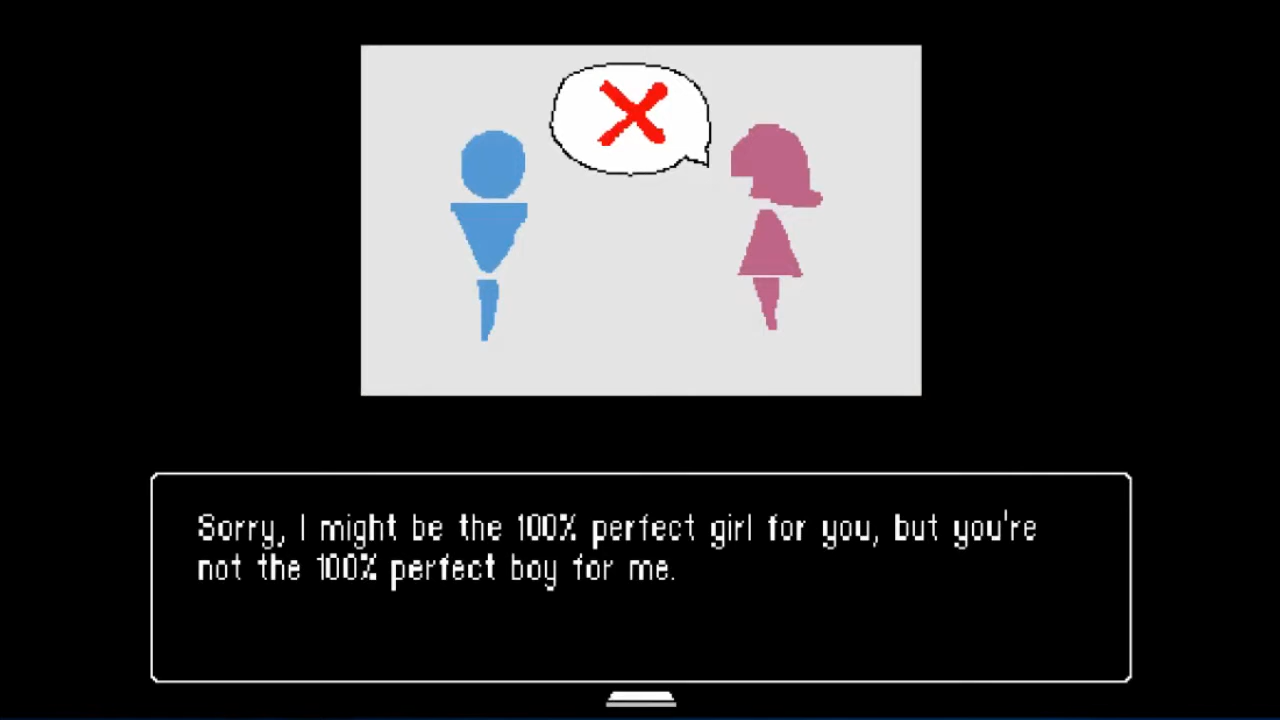 Sorry, I might be the 100% perfect girl for you, but you're
not the 100% perfect boy for me.